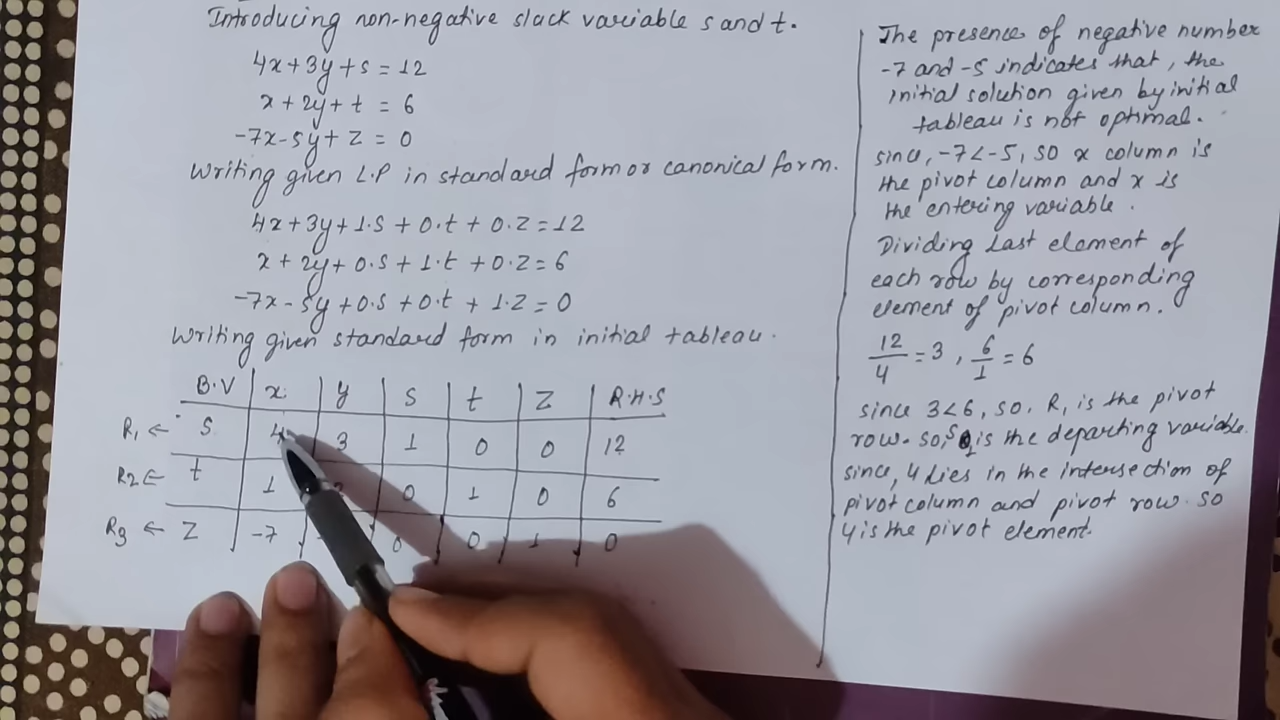 Introducing non-negative slack variable s and t.
4x+3y+s = 12
x+2y+t = 6
-7x-5y+z = 0
Writing given L.P in standard form or canonical form.
4x+3y+1.s + 0.t + 0.z = 12
x + 2y + 0.s + 1.t + 0.z = 6
-7x - 5y + 0.s + 0.t + 1.z = 0
Writing given standard form in initial tableau.
B.V x y s t z R.H.S
R1 ← s 4 3 1 0 0 12
R2 ← t 1 0 1 0 6
R3 ← z -7 0 0 1 0
The presence of negative number
-7 and -5 indicates that, the
initial solution given by initial
tableau is not optimal.
since, -7<-5, so x column is
the pivot column and x is
the entering variable.
Dividing last element of
each row by corresponding
element of pivot column.
12/4 = 3, 6/1 = 6
since 3<6, so. R1 is the pivot
row. so, s is the departing variable.
since, 4 lies in the intersection of
pivot column and pivot row. so
4 is the pivot element.